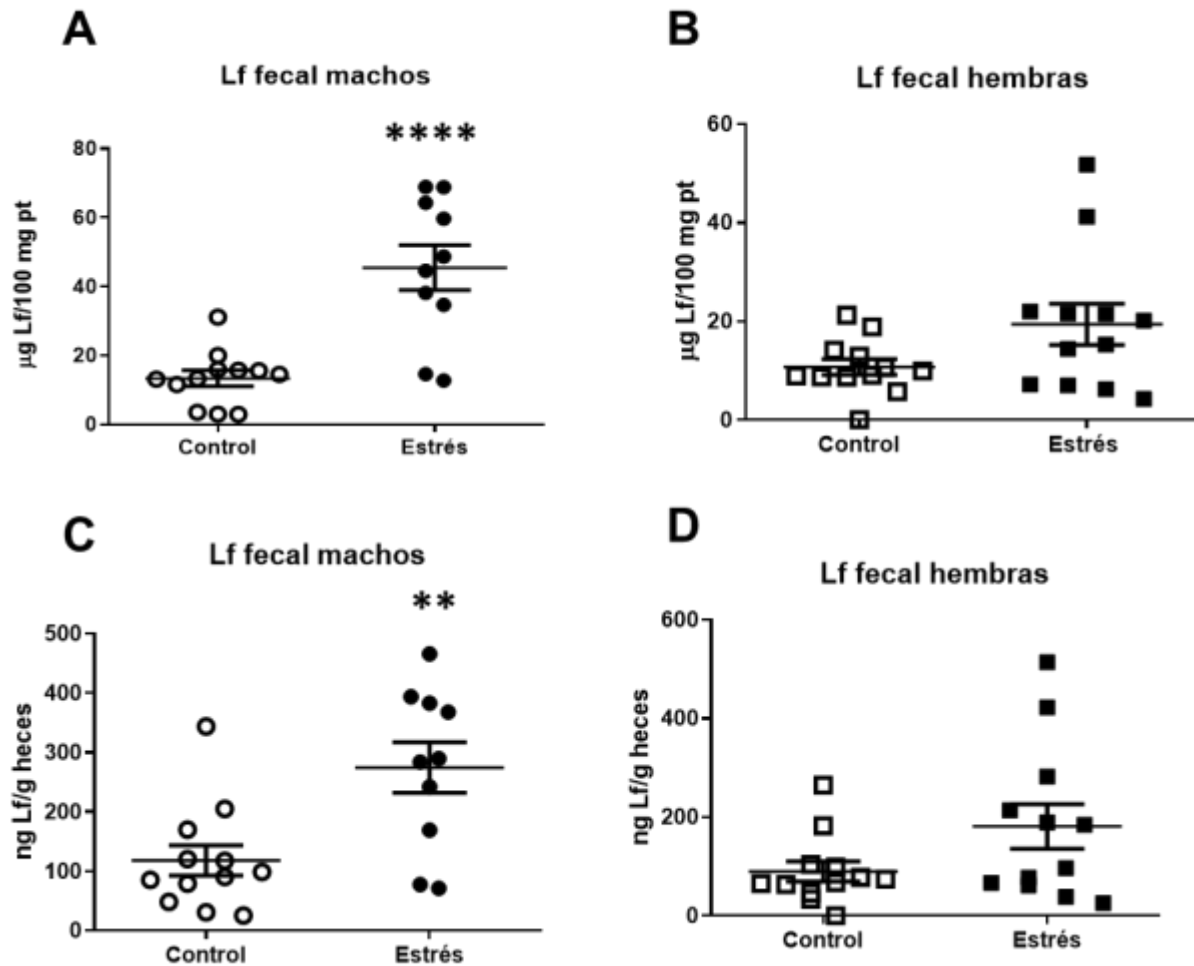 A
Lf fecal machos
****
µg Lf/100 mg pt
80
60
40
20
0
Control
Estrés
B
Lf fecal hembras
µg Lf/100 mg pt
60
40
20
0
Control
Estrés
C
Lf fecal machos
**
ng Lf/g heces
500
400
300
200
100
0
Control
Estrés
D
Lf fecal hembras
ng Lf/g heces
600
400
200
0
Control
Estrés